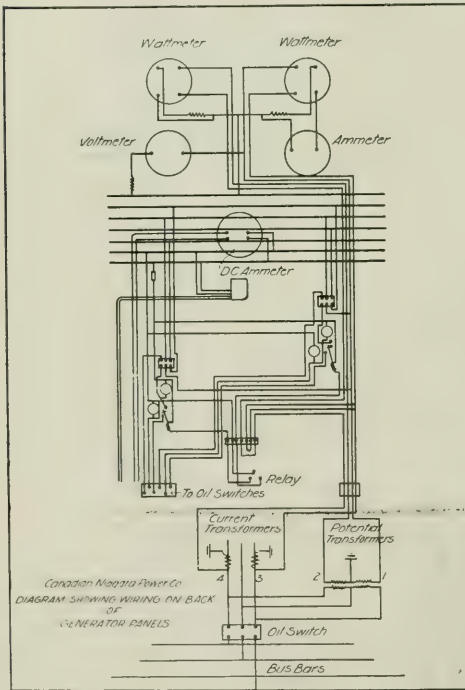 Wattmeter
Wattmeter
Voltmeter
Ammeter
DC Ammeter
To Oil Switches
Relay
Current
Transformers
Potential
Transformers
4
3
2
1
Canadian Niagara Power Co
DIAGRAM SHOWING WIRING ON BACK
OF
GENERATOR PANELS
Oil Switch
Bus Bars